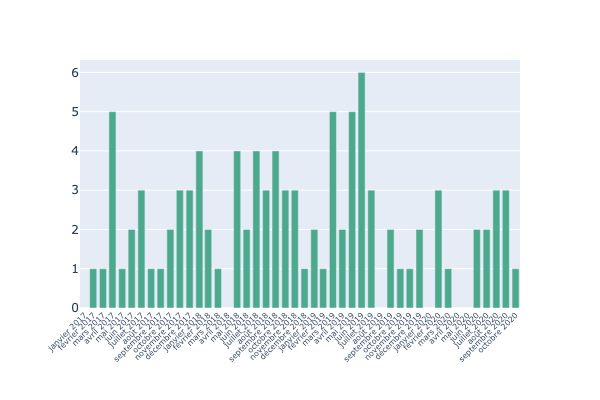 6
5
4
3
2
1
0
janvier 2017
février 2017
mars 2017
avril 2017
mai 2017
juin 2017
juillet 2017
août 2017
septembre 2017
octobre 2017
novembre 2017
décembre 2017
janvier 2018
février 2018
mars 2018
avril 2018
mai 2018
juin 2018
juillet 2018
août 2018
septembre 2018
octobre 2018
novembre 2018
décembre 2018
janvier 2019
février 2019
mars 2019
avril 2019
mai 2019
juin 2019
juillet 2019
août 2019
septembre 2019
octobre 2019
novembre 2019
décembre 2019
janvier 2020
février 2020
mars 2020
avril 2020
mai 2020
juin 2020
juillet 2020
août 2020
septembre 2020
octobre 2020